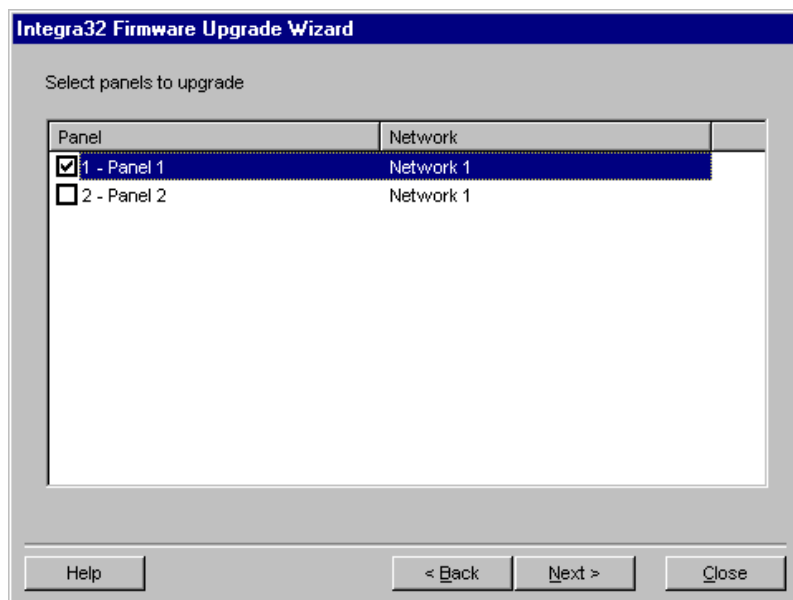 Integra32 Firmware Upgrade Wizard
Select panels to upgrade
Panel Network
1 - Panel 1 Network 1
2 - Panel 2 Network 1
Help < Back Next > Close